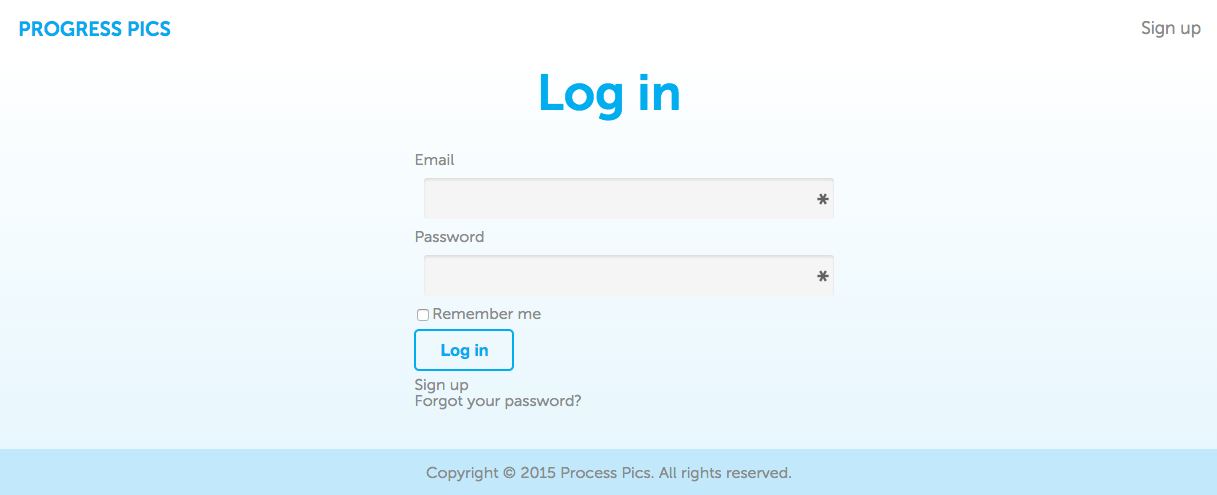 PROGRESS PICS
Sign up
Log in
Email
*
Password
*
Remember me
Log in
Sign up
Forgot your password?
Copyright © 2015 Process Pics. All rights reserved.